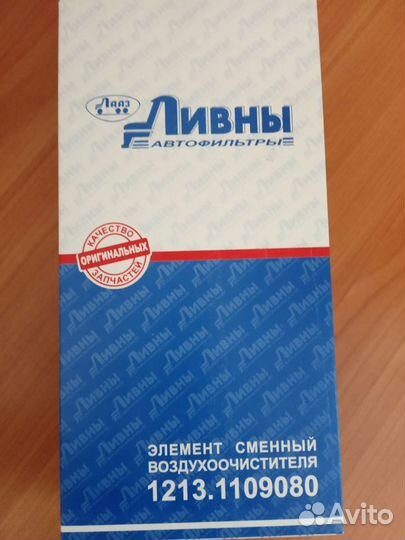 ЛААЗ
ЛИВНЫ
АВТОФИЛЬТРЫ
КАЧЕСТВО
ОРИГИНАЛЬНЫХ
ЗАПЧАСТЕЙ
ЭЛЕМЕНТ СМЕННЫЙ
ВОЗДУХООЧИСТИТЕЛЯ
1213.1109080
Avito